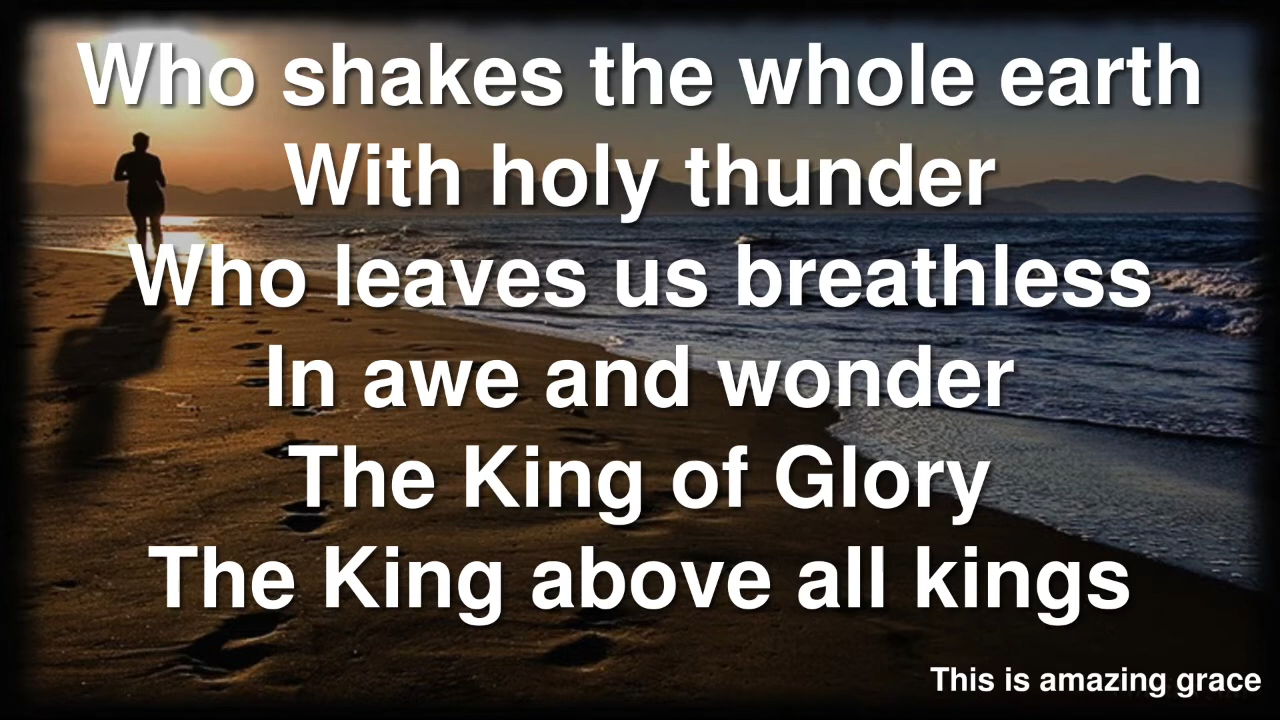 Who shakes the whole earth
With holy thunder
Who leaves us breathless
In awe and wonder
The King of Glory
The King above all kings
This is amazing grace